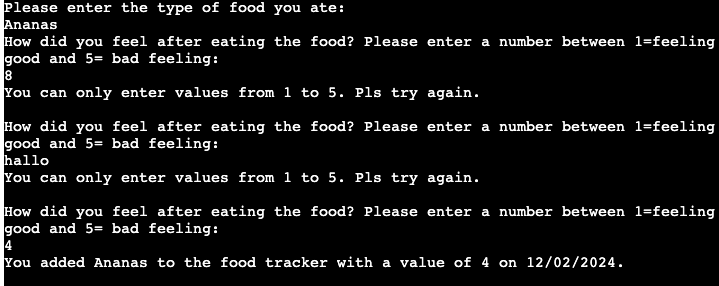 Please enter the type of food you ate:
Ananas
How did you feel after eating the food? Please enter a number between 1=feeling
good and 5= bad feeling:
8
You can only enter values from 1 to 5. Pls try again.
How did you feel after eating the food? Please enter a number between 1=feeling
good and 5= bad feeling:
hallo
You can only enter values from 1 to 5. Pls try again.
How did you feel after eating the food? Please enter a number between 1=feeling
good and 5= bad feeling:
4
You added Ananas to the food tracker with a value of 4 on 12/02/2024.